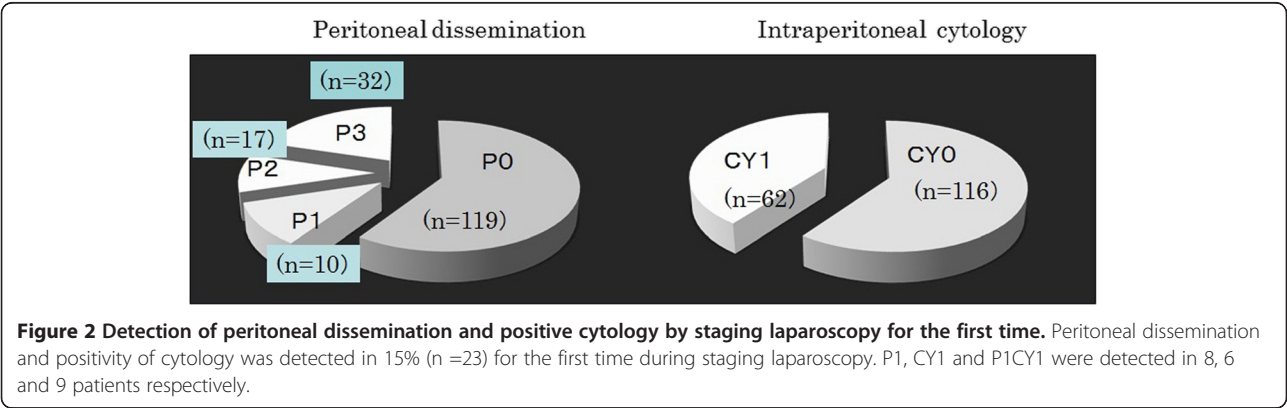 Peritoneal dissemination
Intraperitoneal cytology
(n=32)
P3
(n=17)
P2
P1
(n=10)
P0
(n=119)
CY1
(n=62)
CY0
(n=116)
Figure 2 Detection of peritoneal dissemination and positive cytology by staging laparoscopy for the first time. Peritoneal dissemination
and positivity of cytology was detected in 15% (n =23) for the first time during staging laparoscopy. P1, CY1 and P1CY1 were detected in 8, 6
and 9 patients respectively.